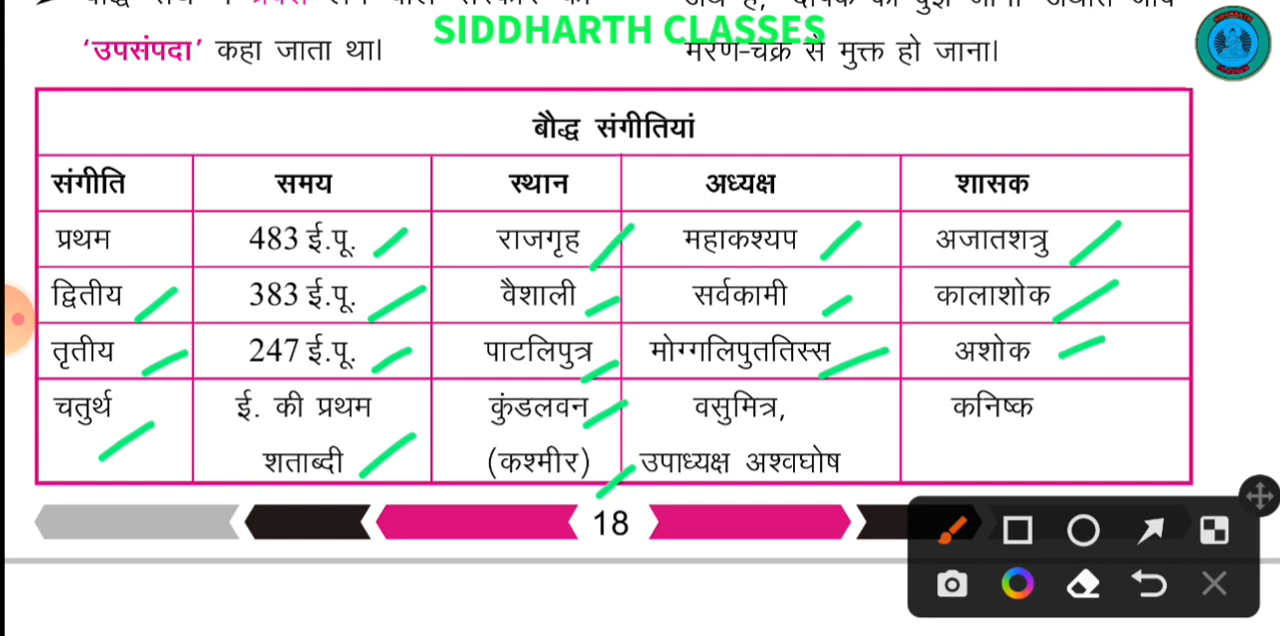 SIDDHARTH CLASSES
‘उपसंपदा’ कहा जाता था।
मरण-चक्र से मुक्त हो जाना।
बौद्ध संगीतियां
संगीति समय स्थान अध्यक्ष शासक
प्रथम 483 ई.पू. राजगृह महाकश्यप अजातशत्रु
द्वितीय 383 ई.पू. वैशाली सर्वकामी कालाशोक
तृतीय 247 ई.पू. पाटलिपुत्र मोग्गलिपुततिस्स अशोक
चतुर्थ ई. की प्रथम कुंडलवन वसुमित्र, कनिष्क
शताब्दी (कश्मीर) उपाध्यक्ष अश्वघोष
18